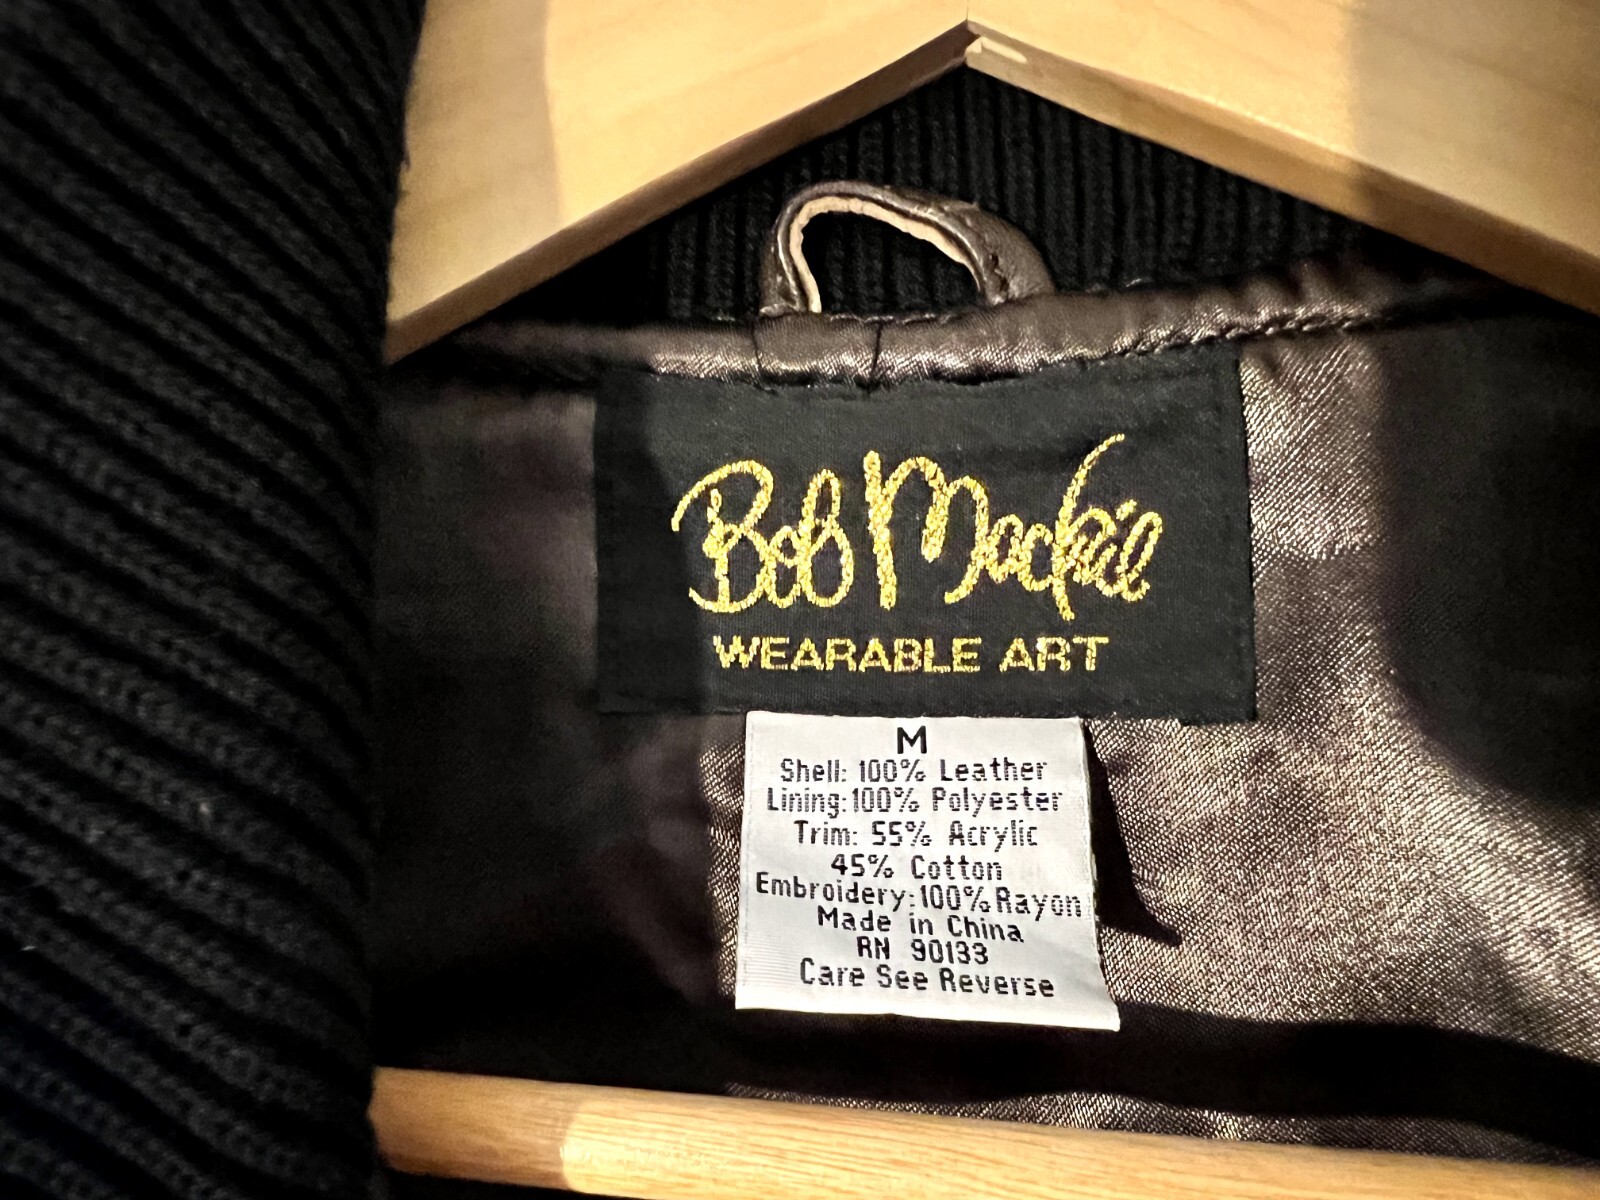 Bob Mackie
WEARABLE ART
M
Shell: 100% Leather
Lining: 100% Polyester
Trim: 55% Acrylic
45% Cotton
Embroidery: 100% Rayon
Made in China
RN 90133
Care See Reverse